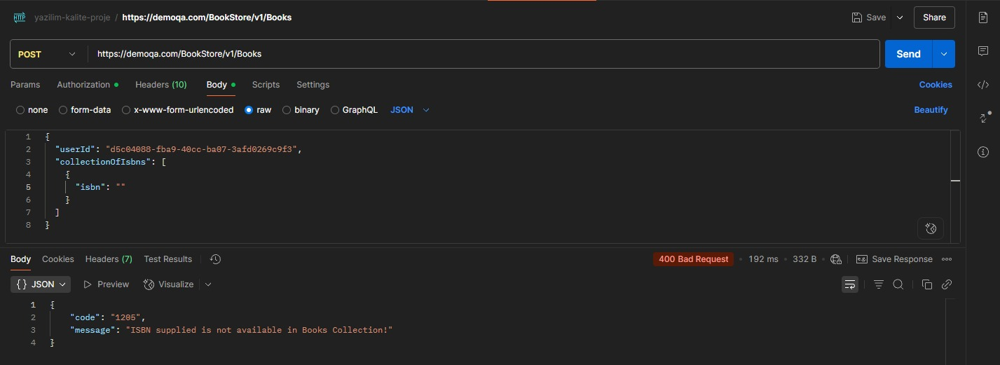 HTTP yazilim-kalite-proje / https://demoqa.com/BookStore/v1/Books Save Share
POST https://demoqa.com/BookStore/v1/Books Send
Params Authorization Headers (10) Body Scripts Settings Cookies
none form-data x-www-form-urlencoded raw binary GraphQL JSON Beautify
1 {
2 "userId": "d5c04088-fba9-40cc-ba07-3afd0269c9f3",
3 "collectionOfIsbns": [
4 {
5 "isbn": ""
6 }
7 ]
8 }
Body Cookies Headers (7) Test Results 400 Bad Request • 192 ms • 332 B • e.g. Save Response
{} JSON Preview Visualize
1 {
2 "code": "1205",
3 "message": "ISBN supplied is not available in Books Collection!"
4 }